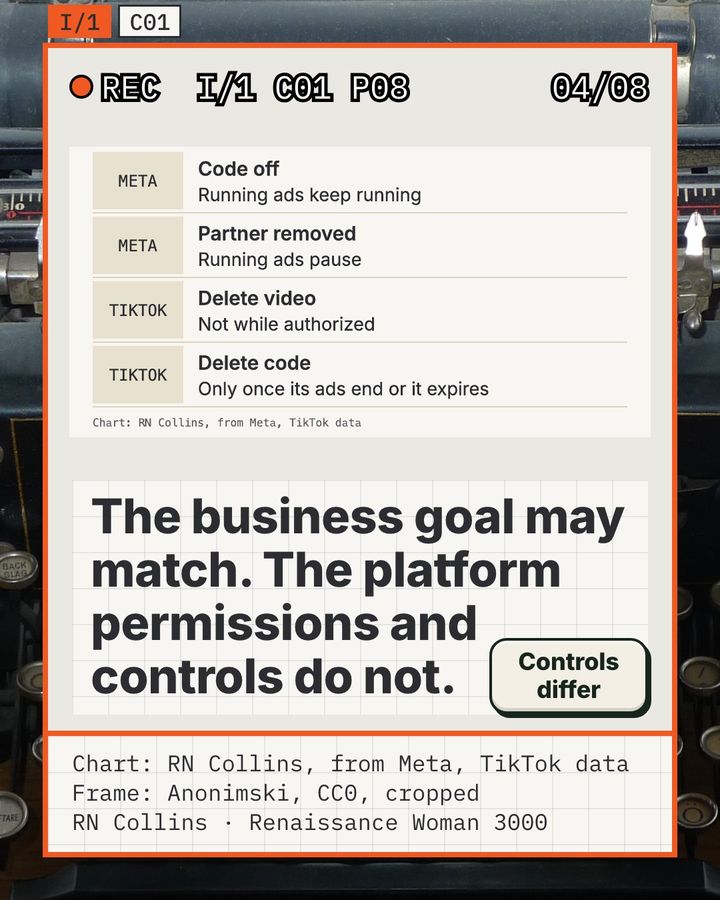 I/1 C01
REC I/1 C01 P08 04/08
META Code off
Running ads keep running
META Partner removed
Running ads pause
TIKTOK Delete video
Not while authorized
TIKTOK Delete code
Only once its ads end or it expires
Chart: RN Collins, from Meta, TikTok data
The business goal may
match. The platform
permissions and
controls do not.
Controls
differ
Chart: RN Collins, from Meta, TikTok data
Frame: Anonimski, CC0, cropped
RN Collins · Renaissance Woman 3000
BACK